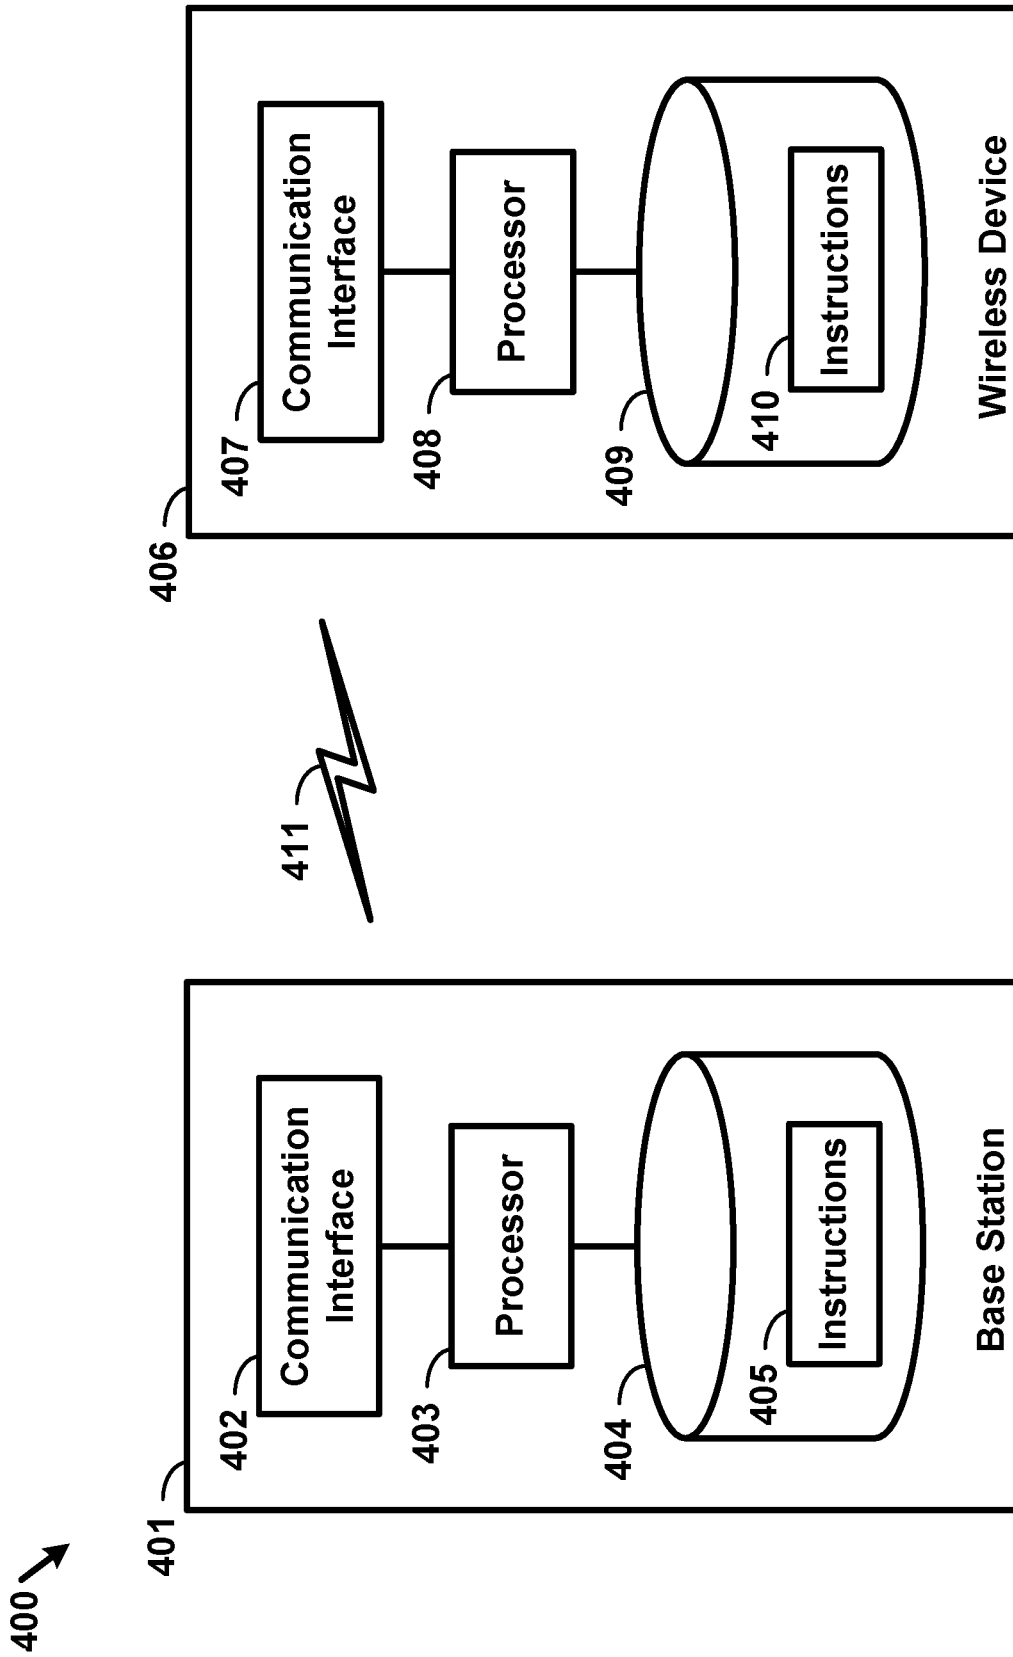 400
401
402
Communication
Interface
403
Processor
404
405
Instructions
Base Station
411
406
407
Communication
Interface
408
Processor
409
410
Instructions
Wireless Device